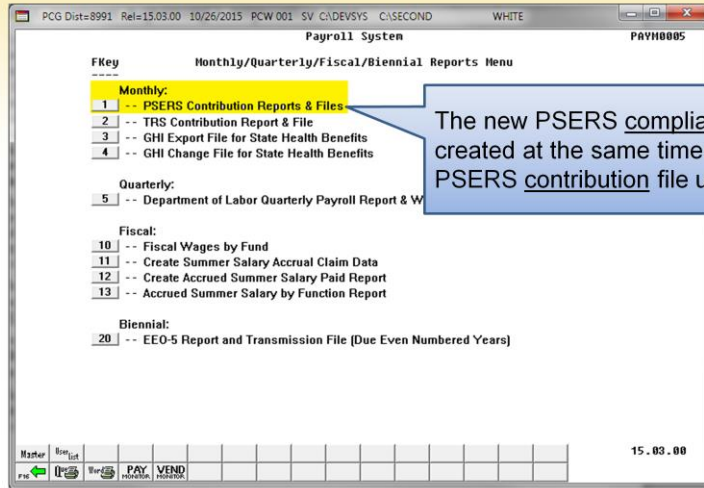 PCG Dist=8991 Rel=15.03.00 10/26/2015 PCW 001 SV C:\DEVSYS C:\SECOND WHITE
Payroll System PAYM0005
FKey Monthly/Quarterly/Fiscal/Biennial Reports Menu
----
Monthly:
1 -- PSERS Contribution Reports & Files
2 -- TRS Contribution Report & File
3 -- GHI Export File for State Health Benefits
4 -- GHI Change File for State Health Benefits
The new PSERS complia
created at the same time
PSERS contribution file u
Quarterly:
5 -- Department of Labor Quarterly Payroll Report & W
Fiscal:
10 -- Fiscal Wages by Fund
11 -- Create Summer Salary Accrual Claim Data
12 -- Create Accrued Summer Salary Paid Report
13 -- Accrued Summer Salary by Function Report
Biennial:
20 -- EEO-5 Report and Transmission File (Due Even Numbered Years)
Master User list 15.03.00
F16 Word PAY MONITOR VEND MONITOR